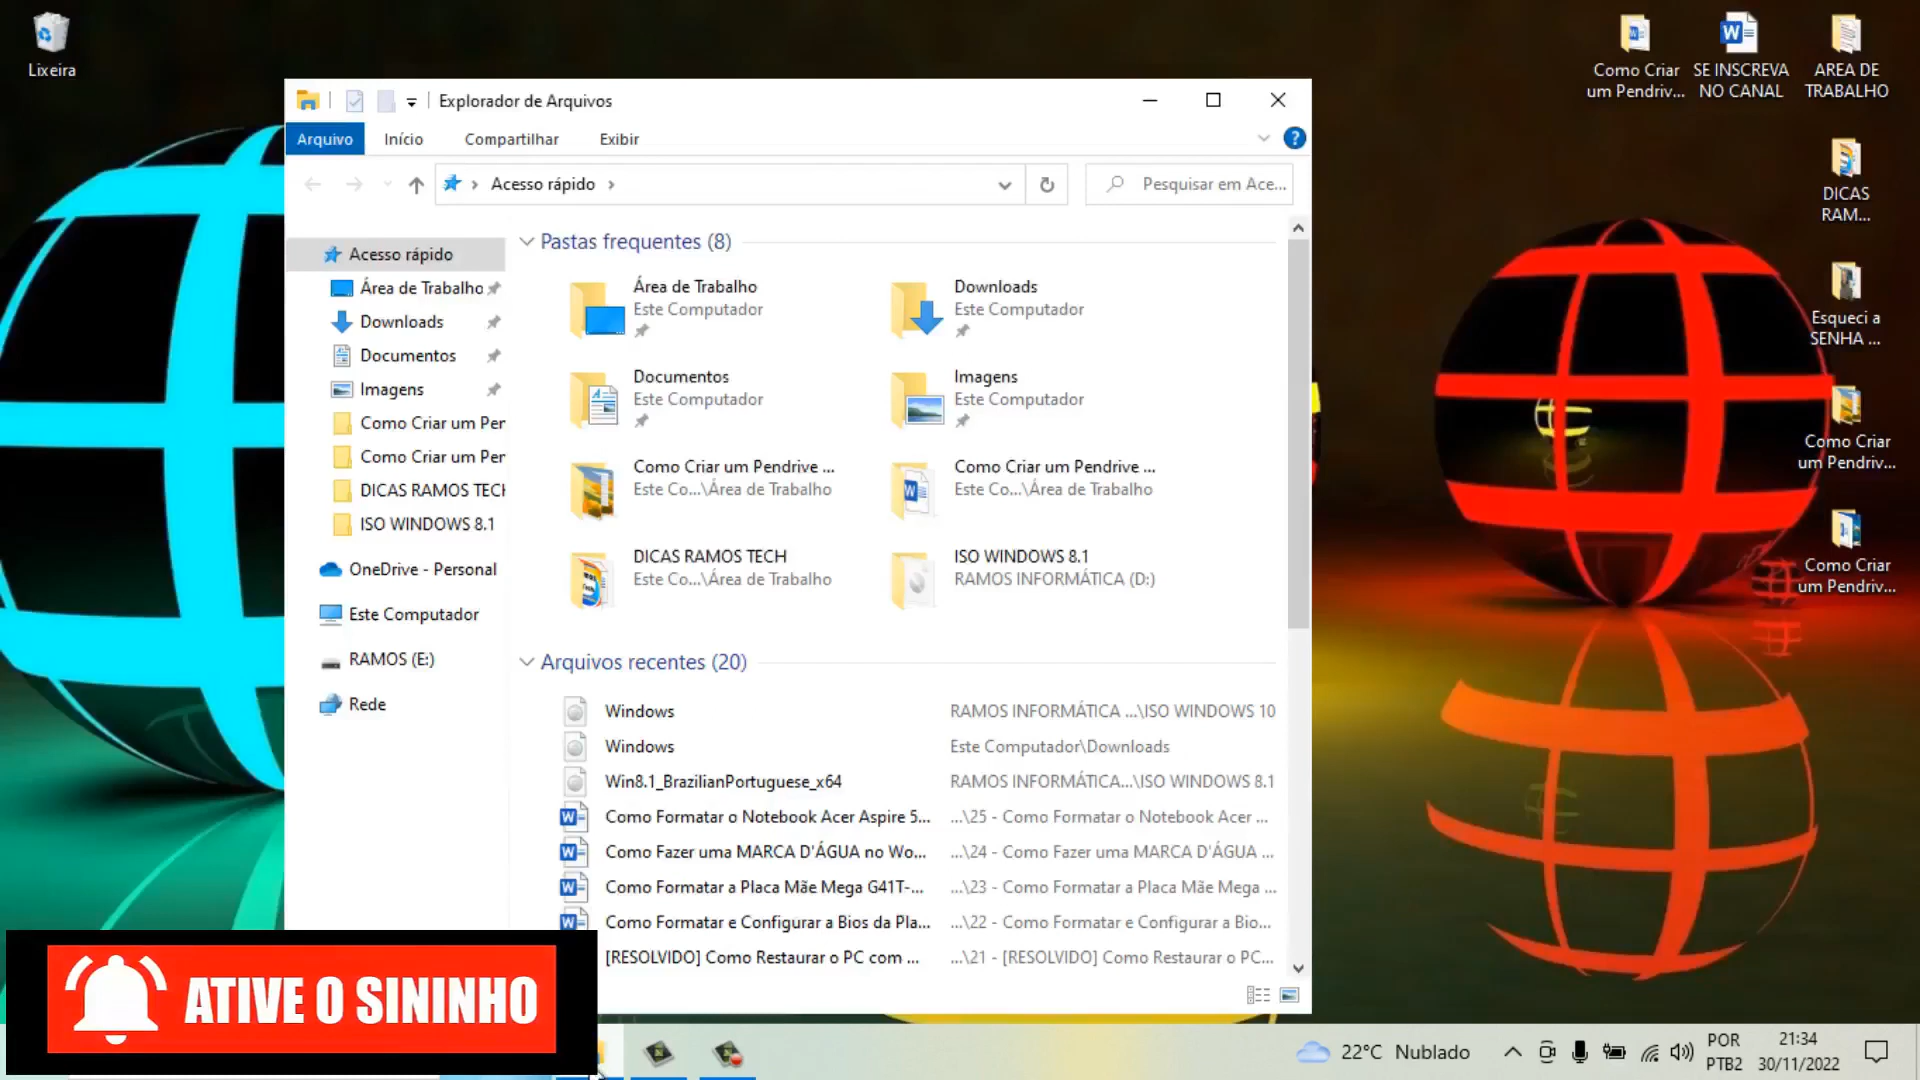 Lixeira
Como Criar
um Pendriv...
SE INSCREVA
NO CANAL
AREA DE
TRABALHO
DICAS
RAM...
Esqueci a
SENHA ...
Como Criar
um Pendriv...
Como Criar
um Pendriv...
Explorador de Arquivos
Arquivo
Início
Compartilhar
Exibir
Acesso rápido
Pesquisar em Ace...
Acesso rápido
Área de Trabalho
Downloads
Documentos
Imagens
Como Criar um Per
Como Criar um Per
DICAS RAMOS TECH
ISO WINDOWS 8.1
OneDrive - Personal
Este Computador
RAMOS (E:)
Rede
Pastas frequentes (8)
Área de Trabalho
Este Computador
Downloads
Este Computador
Documentos
Este Computador
Imagens
Este Computador
Como Criar um Pendrive ...
Este Co...\Área de Trabalho
Como Criar um Pendrive ...
Este Co...\Área de Trabalho
DICAS RAMOS TECH
Este Co...\Área de Trabalho
ISO WINDOWS 8.1
RAMOS INFORMÁTICA (D:)
Arquivos recentes (20)
Windows RAMOS INFORMÁTICA ...\ISO WINDOWS 10
Windows Este Computador\Downloads
Win8.1_BrazilianPortuguese_x64 RAMOS INFORMÁTICA...\ISO WINDOWS 8.1
Como Formatar o Notebook Acer Aspire 5... ...\25 - Como Formatar o Notebook Acer ...
Como Fazer uma MARCA D'ÁGUA no Wo... ...\24 - Como Fazer uma MARCA D'ÁGUA ...
Como Formatar a Placa Mãe Mega G41T-... ...\23 - Como Formatar a Placa Mãe Mega ...
Como Formatar e Configurar a Bios da Pla... ...\22 - Como Formatar e Configurar a Bio...
[RESOLVIDO] Como Restaurar o PC com ... ...\21 - [RESOLVIDO] Como Restaurar o PC...
ATIVE O SININHO
22°C Nublado
POR
PTB2
21:34
30/11/2022